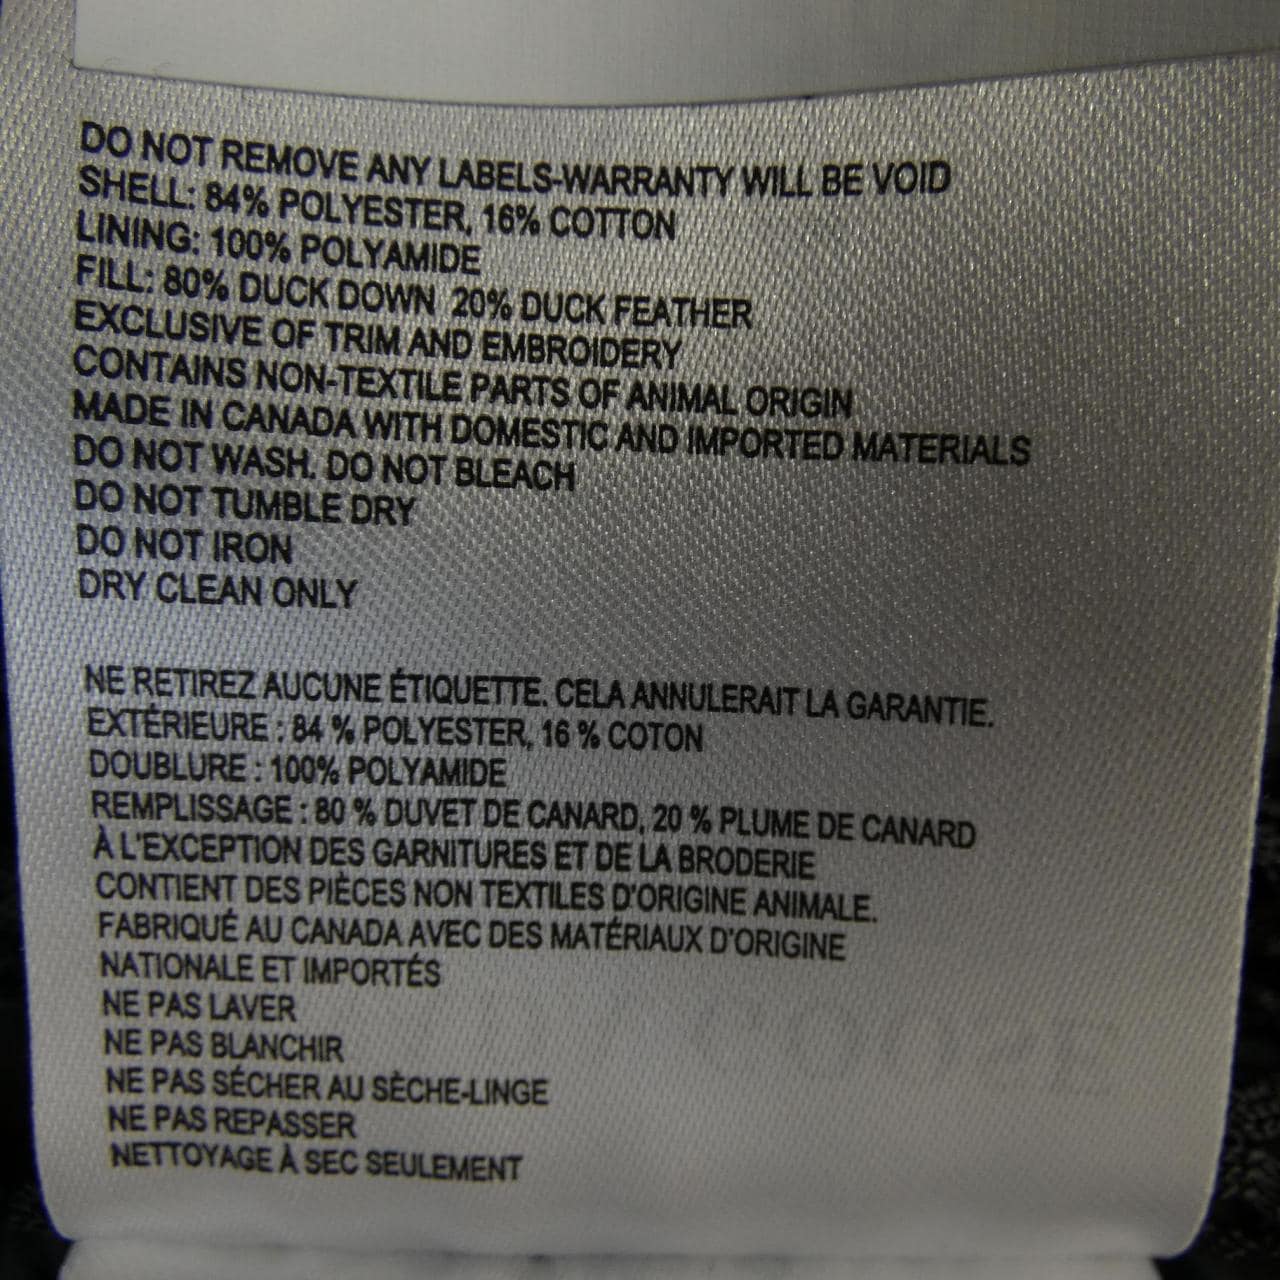 DO NOT REMOVE ANY LABELS-WARRANTY WILL BE VOID
SHELL: 84% POLYESTER, 16% COTTON
LINING: 100% POLYAMIDE
FILL: 80% DUCK DOWN 20% DUCK FEATHER
EXCLUSIVE OF TRIM AND EMBROIDERY
CONTAINS NON-TEXTILE PARTS OF ANIMAL ORIGIN
MADE IN CANADA WITH DOMESTIC AND IMPORTED MATERIALS
DO NOT WASH. DO NOT BLEACH
DO NOT TUMBLE DRY
DO NOT IRON
DRY CLEAN ONLY
NE RETIREZ AUCUNE ÉTIQUETTE. CELA ANNULERAIT LA GARANTIE.
EXTÉRIEURE : 84 % POLYESTER, 16 % COTON
DOUBLURE : 100% POLYAMIDE
REMPLISSAGE : 80 % DUVET DE CANARD, 20 % PLUME DE CANARD
À L'EXCEPTION DES GARNITURES ET DE LA BRODERIE
CONTIENT DES PIÈCES NON TEXTILES D'ORIGINE ANIMALE.
FABRIQUÉ AU CANADA AVEC DES MATÉRIAUX D'ORIGINE
NATIONALE ET IMPORTÉS
NE PAS LAVER
NE PAS BLANCHIR
NE PAS SÉCHER AU SÈCHE-LINGE
NE PAS REPASSER
NETTOYAGE À SEC SEULEMENT